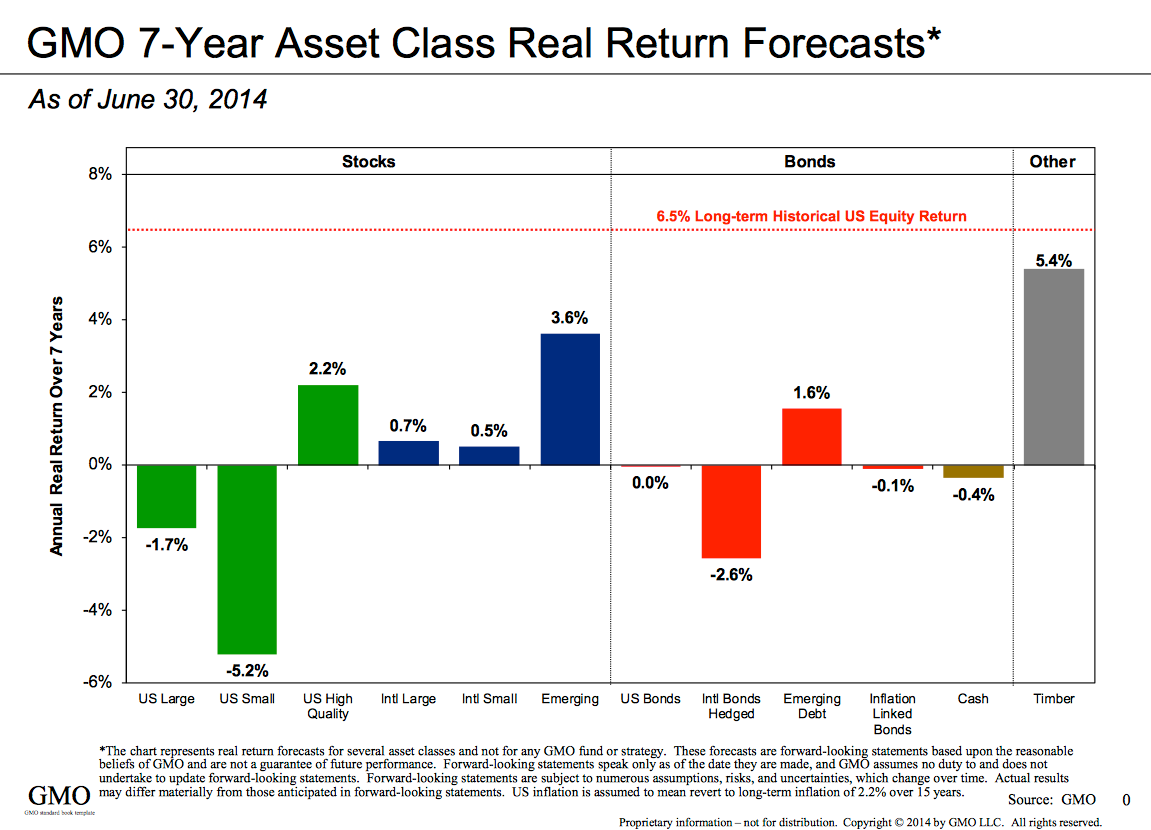 GMO 7-Year Asset Class Real Return Forecasts*
As of June 30, 2014
Stocks
Bonds
Other
8%
6%
4%
2%
0%
-2%
-4%
-6%
Annual Real Return Over 7 Years
6.5% Long-term Historical US Equity Return
-1.7%
-5.2%
2.2%
0.7%
0.5%
3.6%
0.0%
-2.6%
1.6%
-0.1%
-0.4%
5.4%
US Large
US Small
US High
Quality
Intl Large
Intl Small
Emerging
US Bonds
Intl Bonds
Hedged
Emerging
Debt
Inflation
Linked
Bonds
Cash
Timber
*The chart represents real return forecasts for several asset classes and not for any GMO fund or strategy.  These forecasts are forward-looking statements based upon the reasonable
beliefs of GMO and are not a guarantee of future performance.  Forward-looking statements speak only as of the date they are made, and GMO assumes no duty to and does not
undertake to update forward-looking statements.  Forward-looking statements are subject to numerous assumptions, risks, and uncertainties, which change over time.  Actual results
may differ materially from those anticipated in forward-looking statements.  US inflation is assumed to mean revert to long-term inflation of 2.2% over 15 years.
GMO
GMO standard book template
Source:  GMO
0
Proprietary information – not for distribution.  Copyright © 2014 by GMO LLC.  All rights reserved.